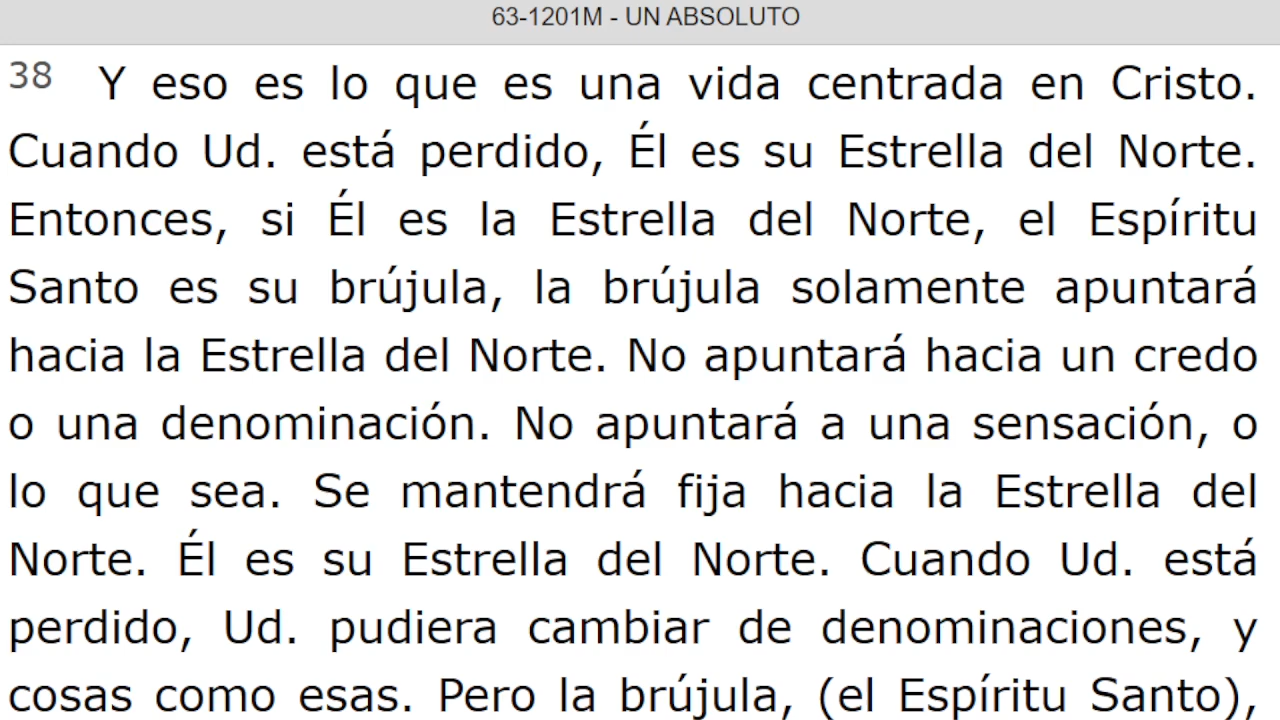 63-1201M - UN ABSOLUTO
38 Y eso es lo que es una vida centrada en Cristo.
Cuando Ud. está perdido, Él es su Estrella del Norte.
Entonces, si Él es la Estrella del Norte, el Espíritu
Santo es su brújula, la brújula solamente apuntará
hacia la Estrella del Norte. No apuntará hacia un credo
o una denominación. No apuntará a una sensación, o
lo que sea. Se mantendrá fija hacia la Estrella del
Norte. Él es su Estrella del Norte. Cuando Ud. está
perdido, Ud. pudiera cambiar de denominaciones, y
cosas como esas. Pero la brújula, (el Espíritu Santo),